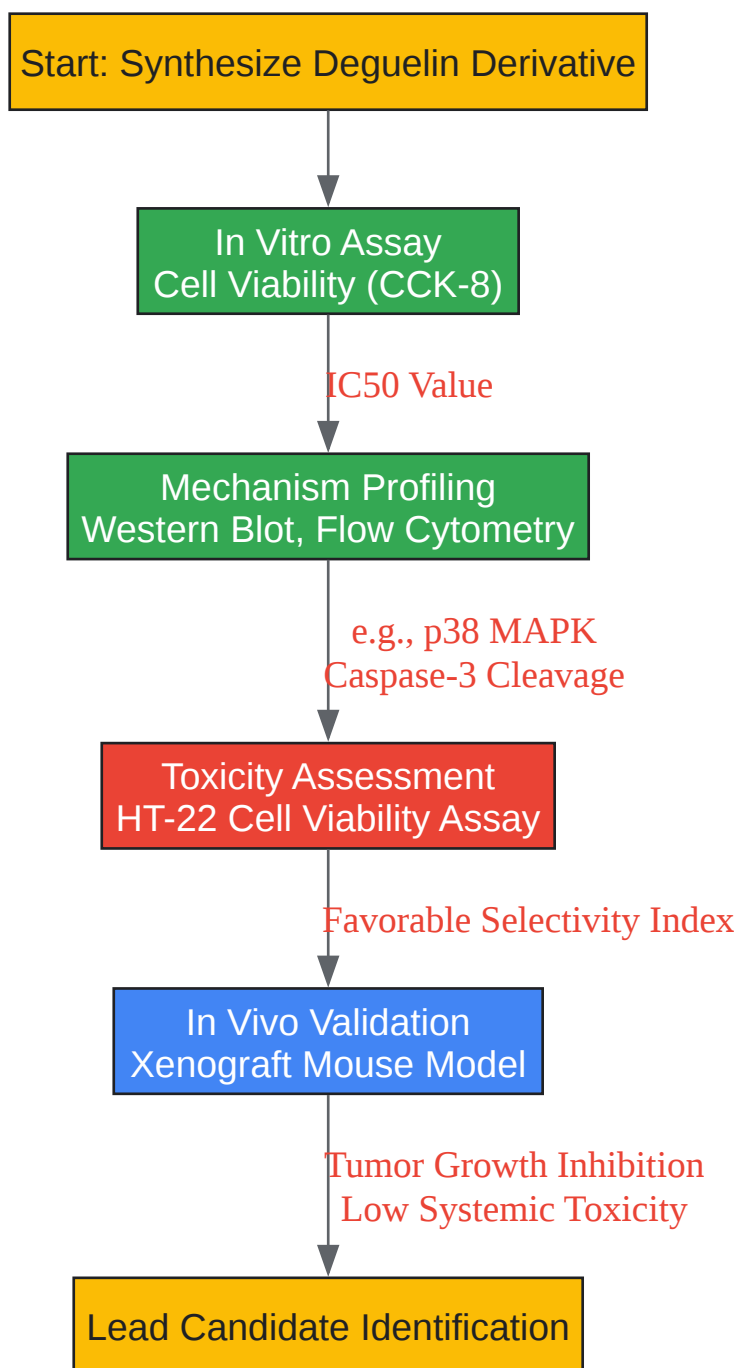 Start: Synthesize Deguelin Derivative
In Vitro Assay
Cell Viability (CCK-8)
IC50 Value
Mechanism Profiling
Western Blot, Flow Cytometry
e.g., p38 MAPK
Caspase-3 Cleavage
Toxicity Assessment
HT-22 Cell Viability Assay
Favorable Selectivity Index
In Vivo Validation
Xenograft Mouse Model
Tumor Growth Inhibition
Low Systemic Toxicity
Lead Candidate Identification